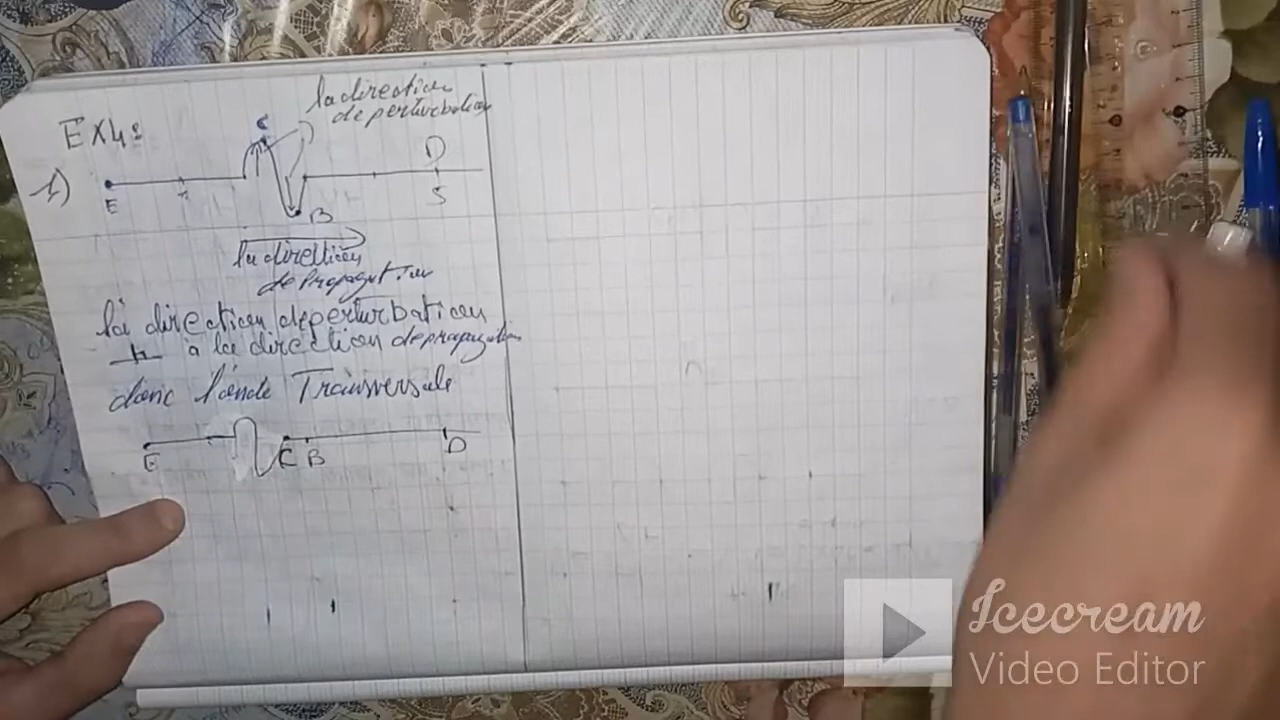 Ex4:
la direction
de perturbation
C
1)
D
E
S
B
la direction
de propagation
la direction de perturbation
à la direction de propagation
donc l'onde Transversale
E
C B
D
Icecream
Video Editor